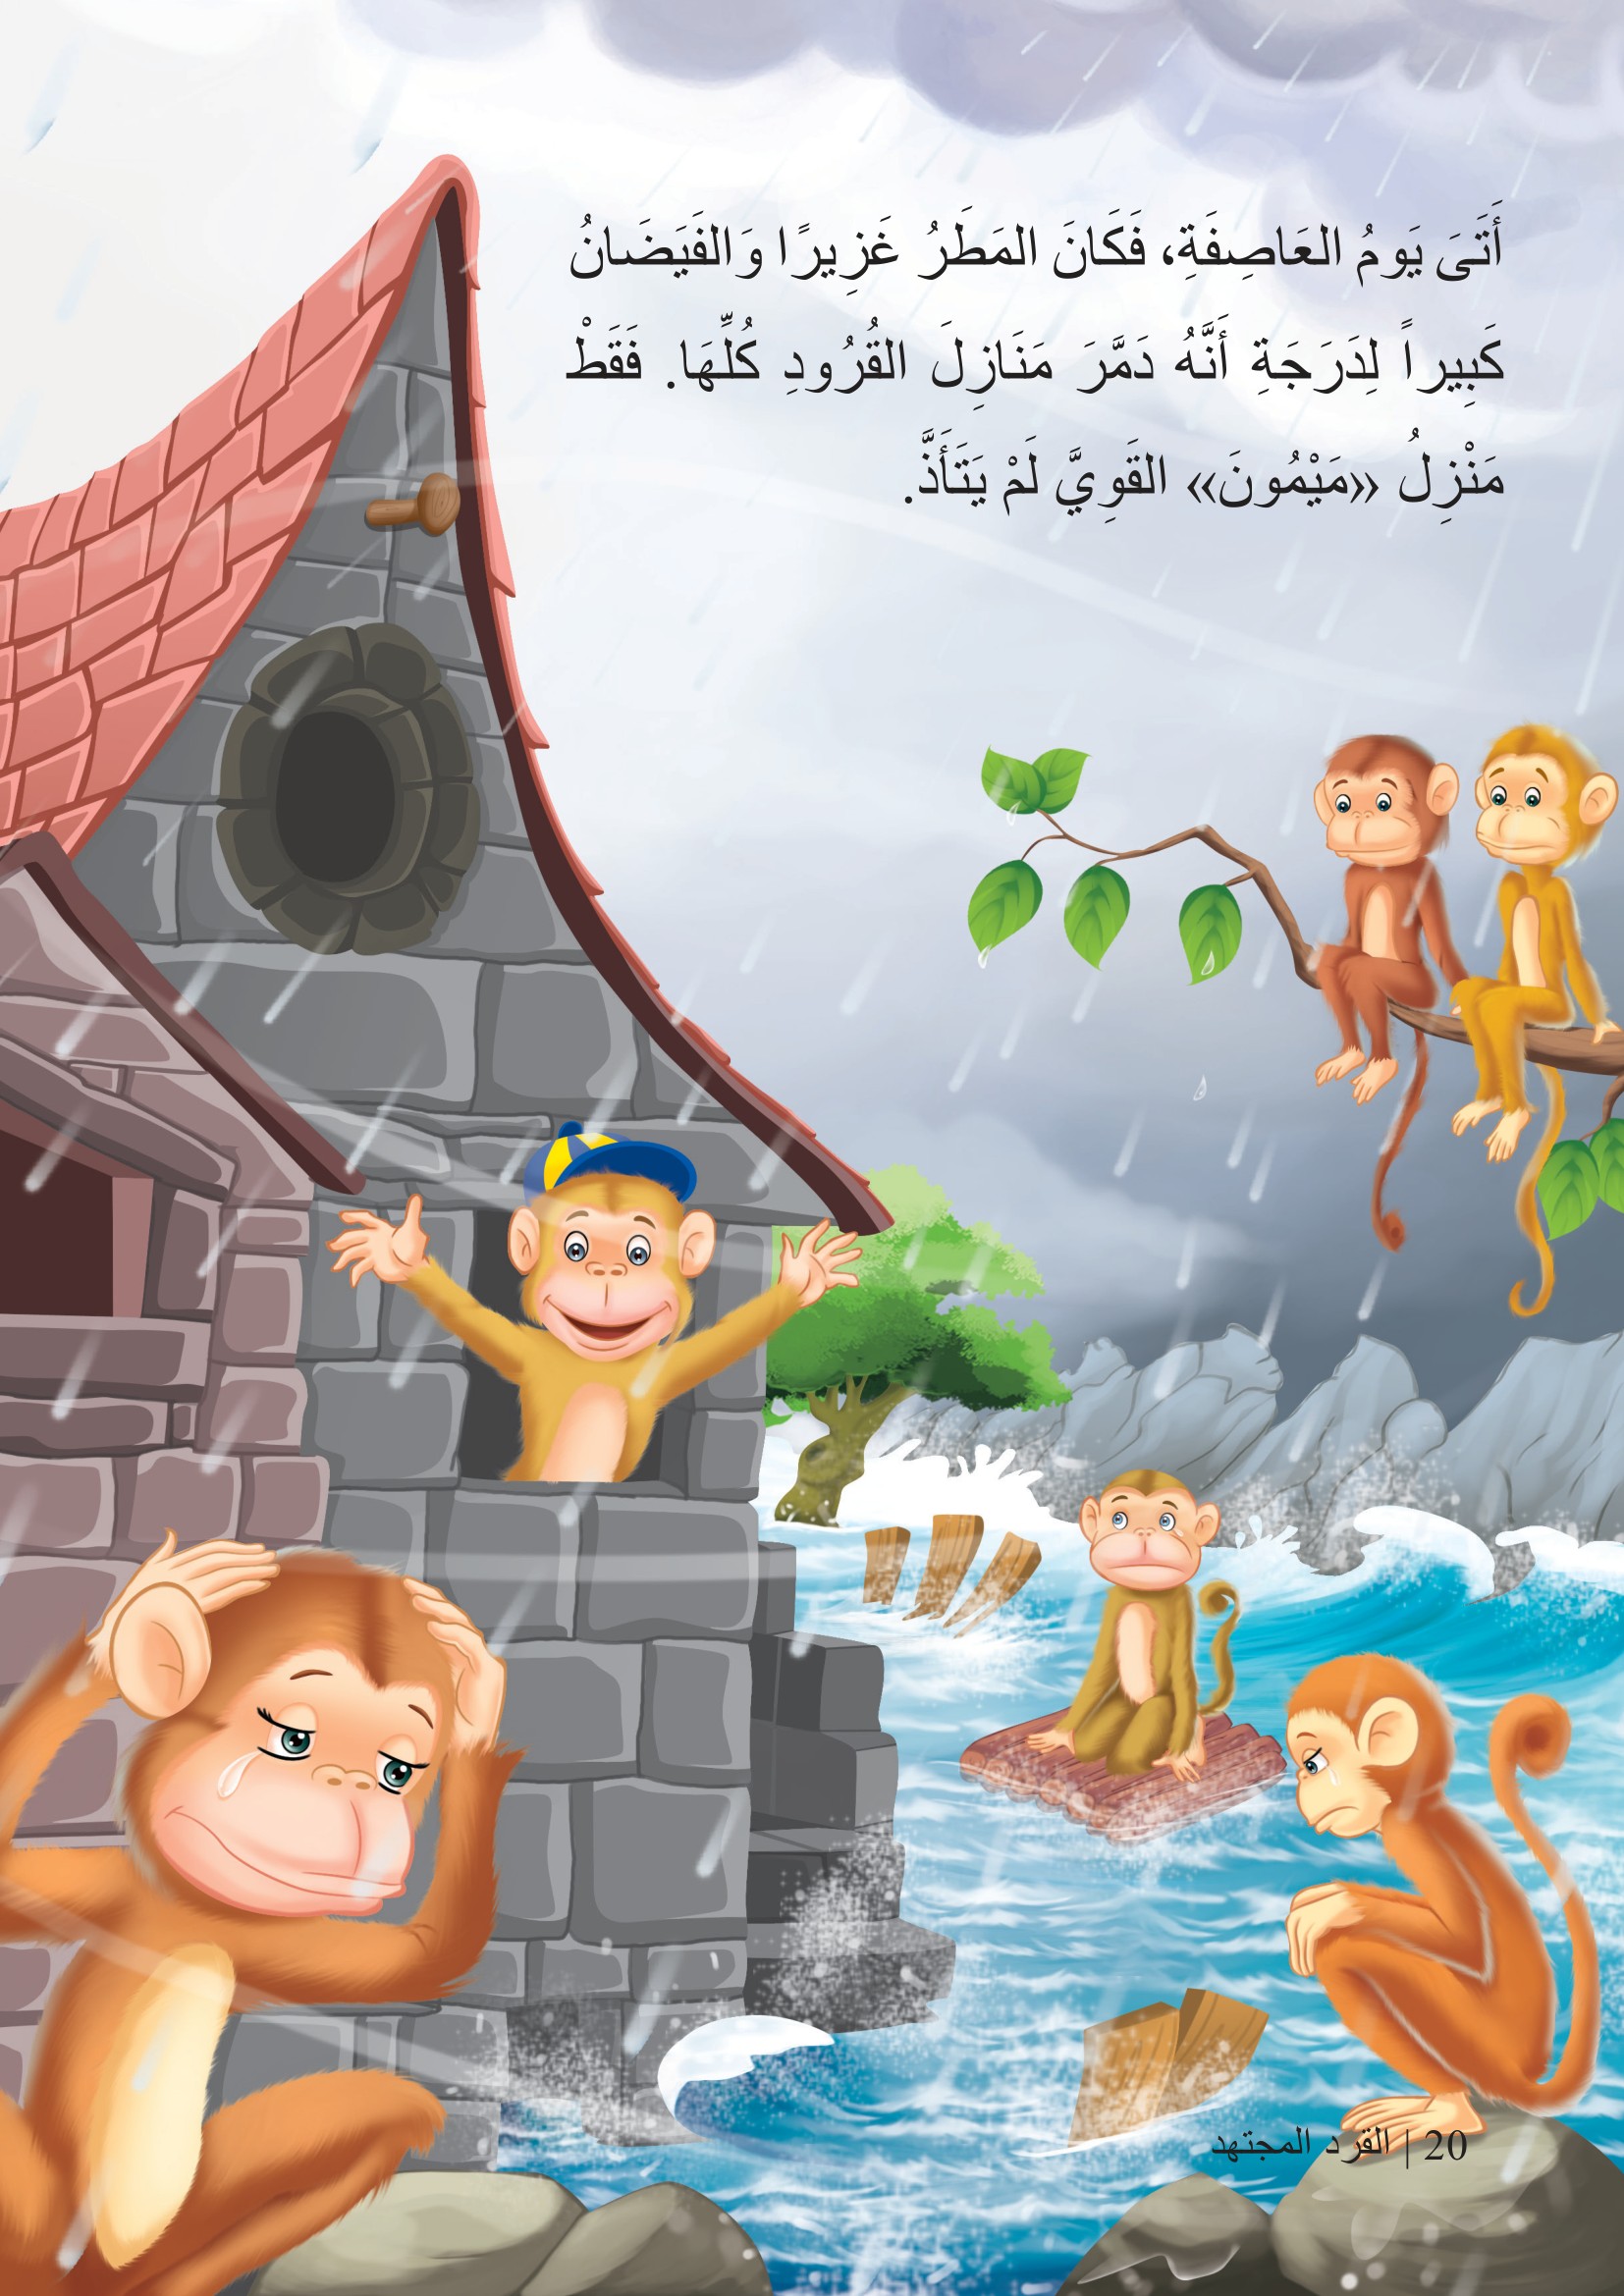 أَتَىَ يَومُ العَاصِفَةِ، فَكَانَ المَطَرُ غَزِيرًا وَالفَيَضَانُ
كَبِيراً لِدَرَجَةِ أَنَّهُ دَمَّرَ مَنَازِلَ القُرُودِ كُلِّهَا. فَقَطْ
مَنْزِلُ «مَيْمُونَ» القَوِيَّ لَمْ يَتَأَذَّ.
20 | القرد المجتهد